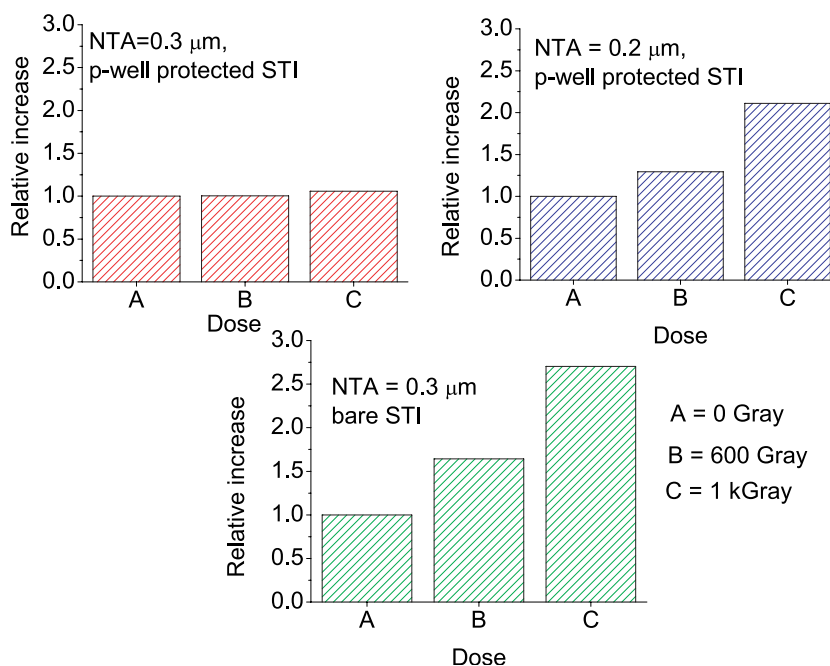 3.0
2.5
2.0
1.5
1.0
0.5
0.0
Relative increase
NTA=0.3 μm,
p-well protected STI
A B C
Dose
3.0
2.5
2.0
1.5
1.0
0.5
0.0
Relative increase
NTA = 0.2 μm,
p-well protected STI
A B C
Dose
3.0
2.5
2.0
1.5
1.0
0.5
0.0
Relative increase
NTA = 0.3 μm
bare STI
A B C
Dose
A = 0 Gray
B = 600 Gray
C = 1 kGray